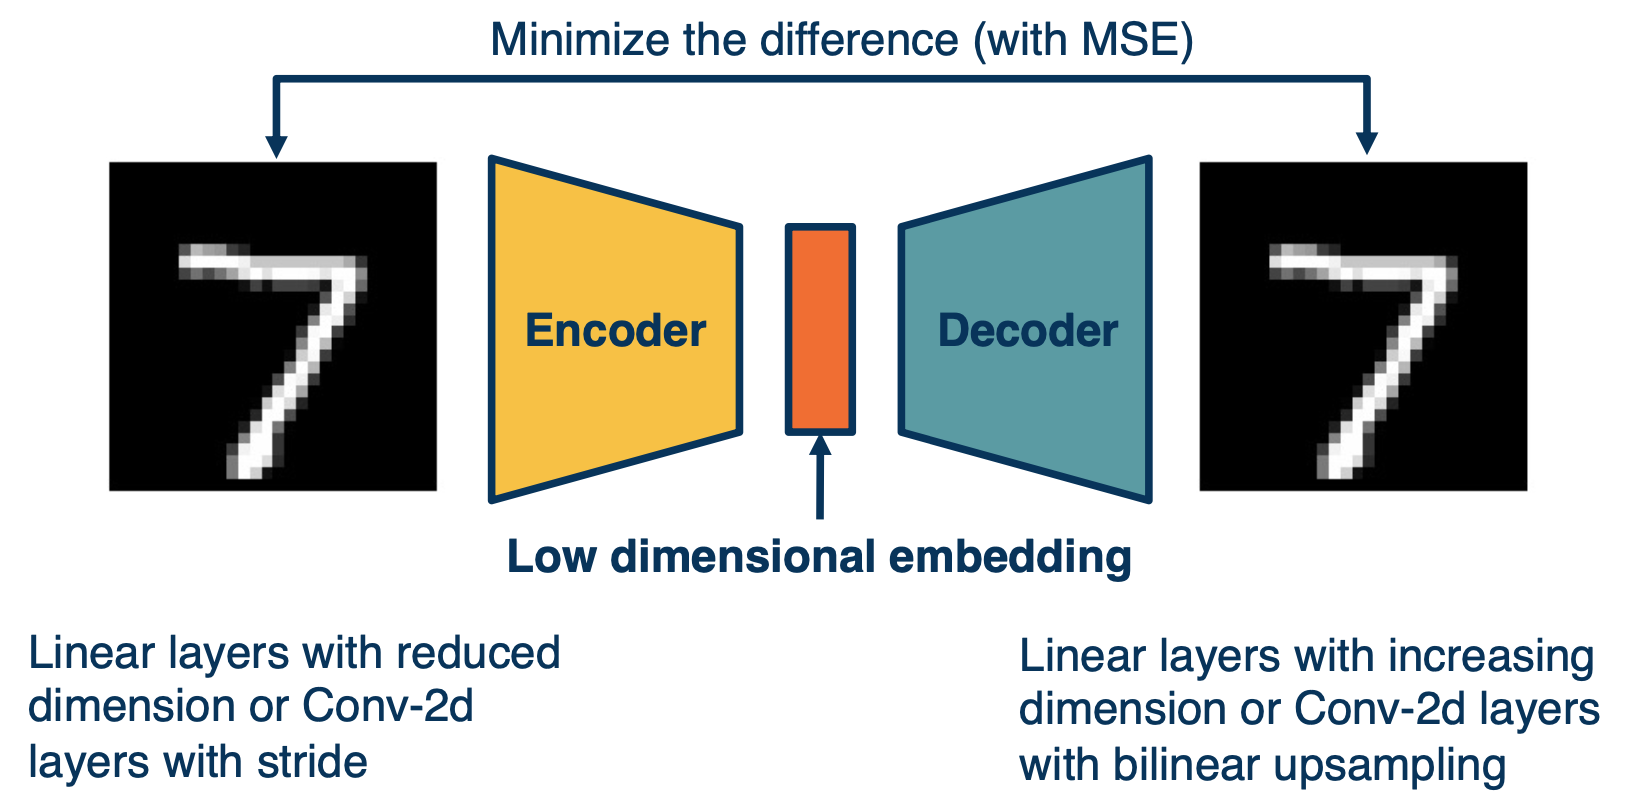 Minimize the difference (with MSE)
Encoder
Decoder
Low dimensional embedding
Linear layers with reduced
dimension or Conv-2d
layers with stride
Linear layers with increasing
dimension or Conv-2d layers
with bilinear upsampling